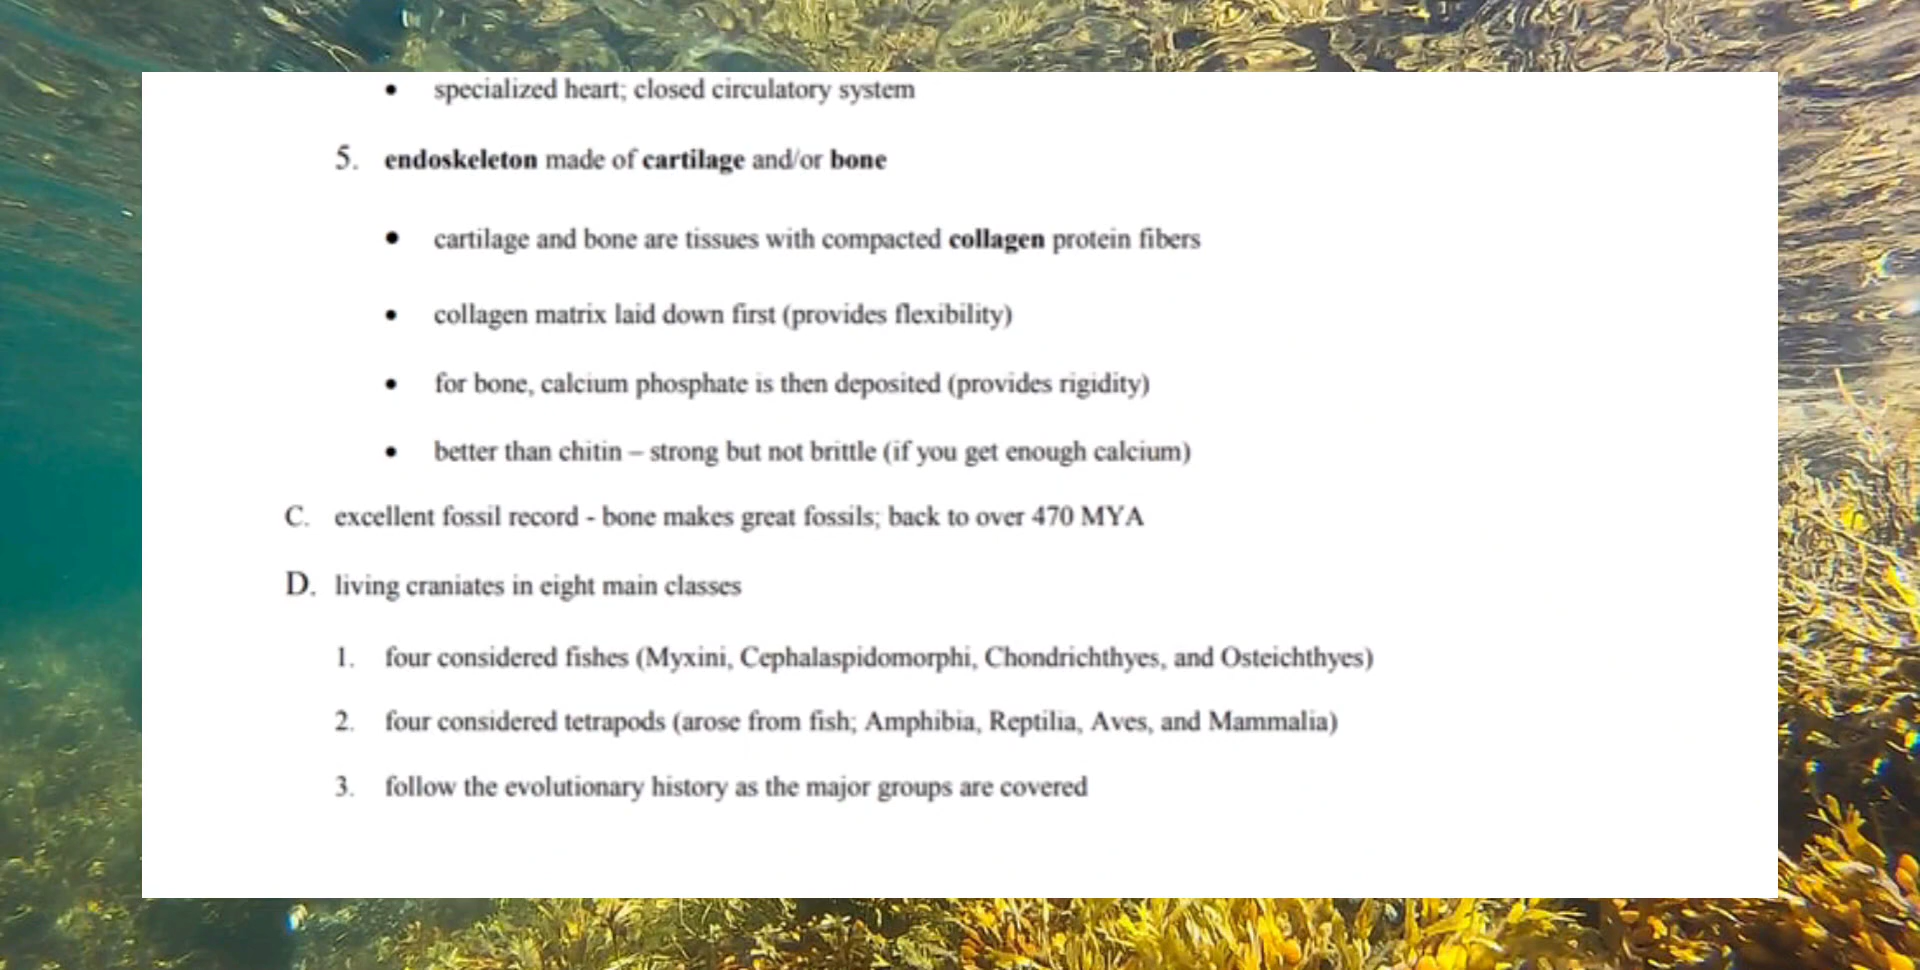 • specialized heart; closed circulatory system
5. endoskeleton made of cartilage and/or bone
• cartilage and bone are tissues with compacted collagen protein fibers
• collagen matrix laid down first (provides flexibility)
• for bone, calcium phosphate is then deposited (provides rigidity)
• better than chitin – strong but not brittle (if you get enough calcium)
C. excellent fossil record - bone makes great fossils; back to over 470 MYA
D. living craniates in eight main classes
1. four considered fishes (Myxini, Cephalaspidomorphi, Chondrichthyes, and Osteichthyes)
2. four considered tetrapods (arose from fish; Amphibia, Reptilia, Aves, and Mammalia)
3. follow the evolutionary history as the major groups are covered